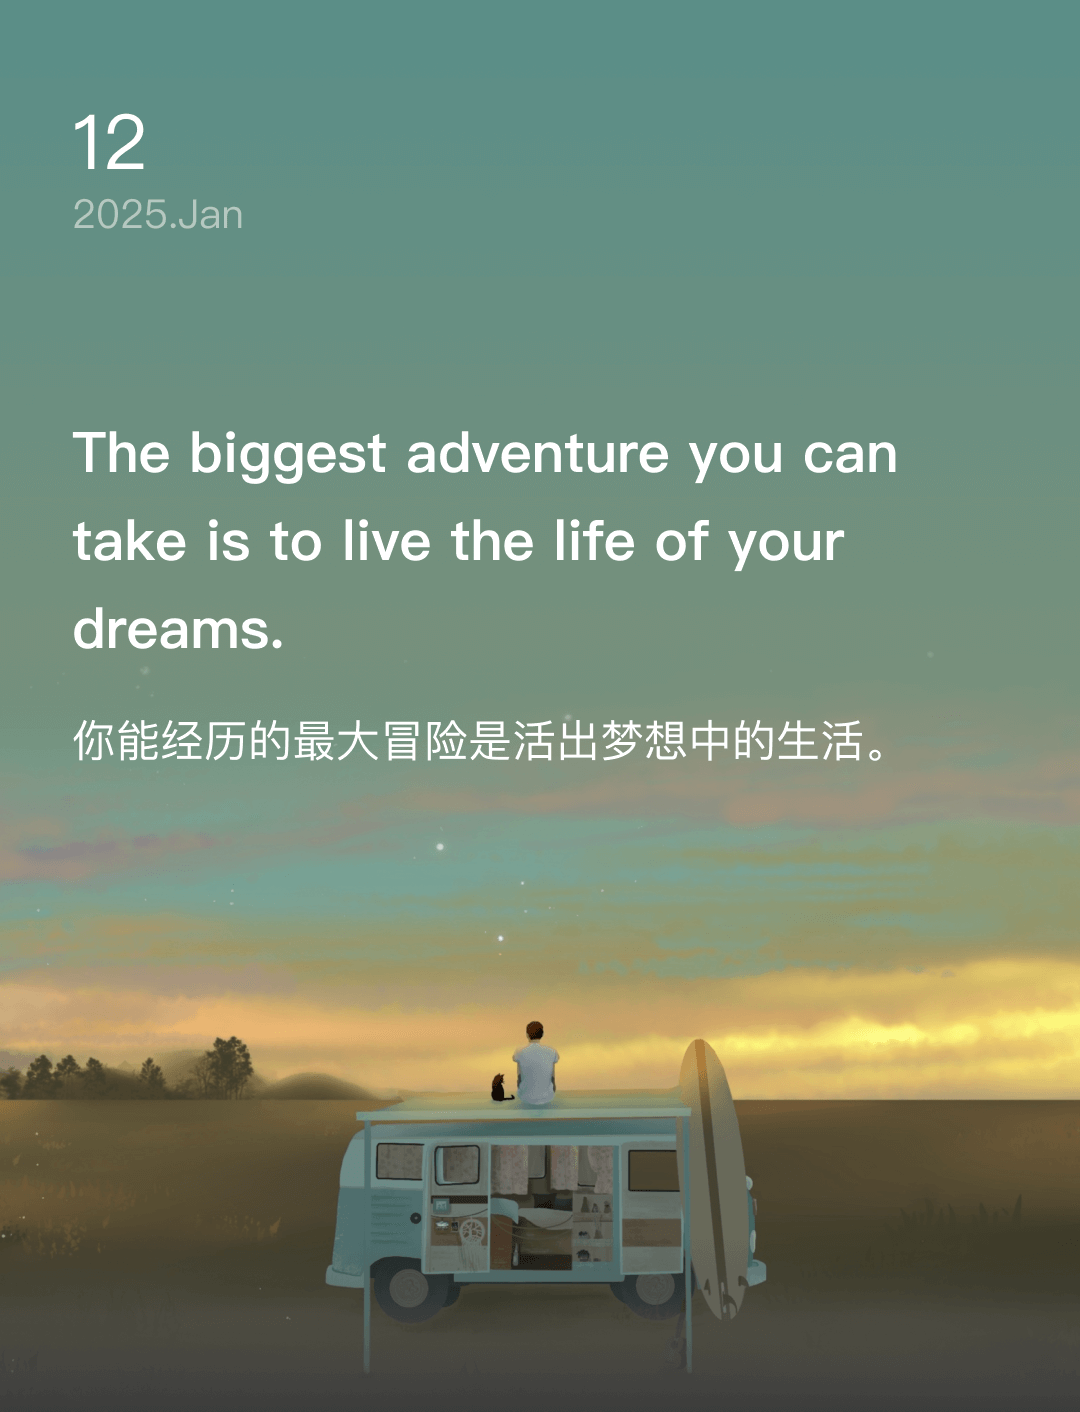 12
2025.Jan
The biggest adventure you can
take is to live the life of your
dreams.
你能经历的最大冒险是活出梦想中的生活。